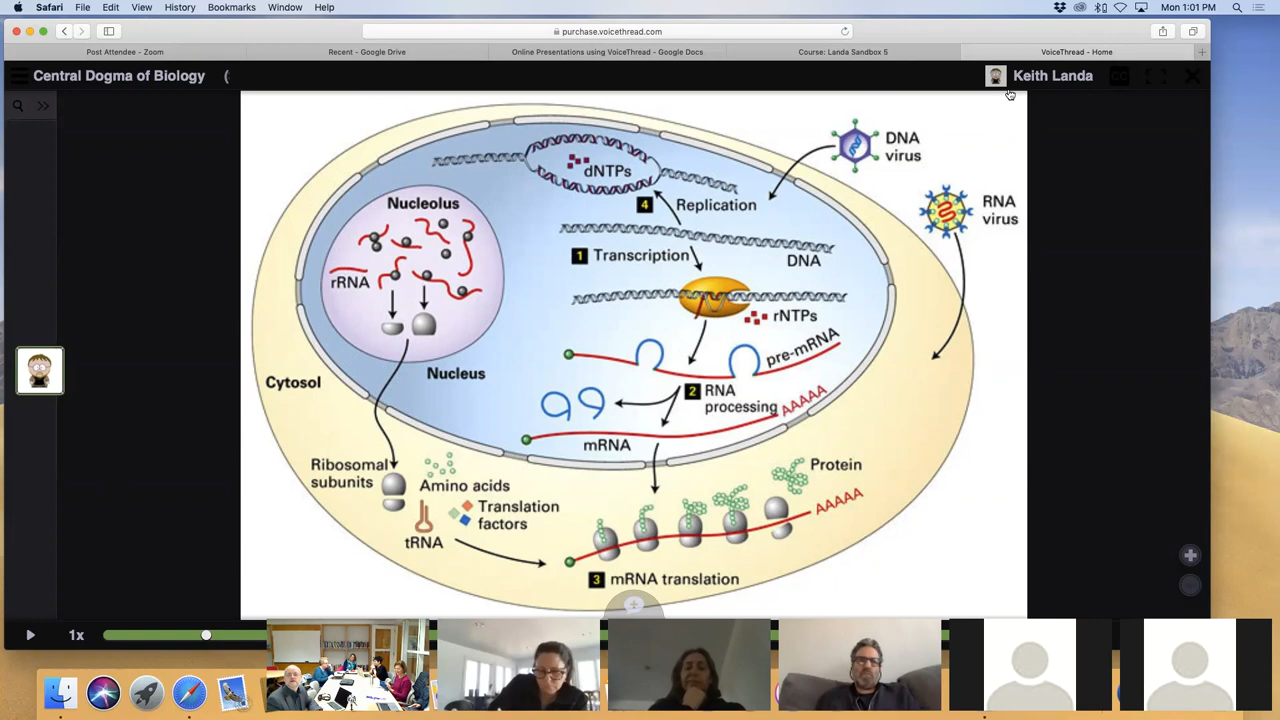 Safari File Edit View History Bookmarks Window Help
Mon 1:01 PM
purchase.voicethread.com
Post Attendee - Zoom
Recent - Google Drive
Online Presentations using VoiceThread - Google Docs
Course: Landa Sandbox 5
VoiceThread - Home
Central Dogma of Biology (
Keith Landa
CC
DNA
virus
dNTPs
Nucleolus
4 Replication
RNA
virus
1 Transcription
DNA
rRNA
rNTPs
pre-mRNA
Nucleus
Cytosol
2 RNA
processing
AAAAA
mRNA
Ribosomal
subunits
Amino acids
Protein
Translation
factors
AAAAA
tRNA
3 mRNA translation
1x